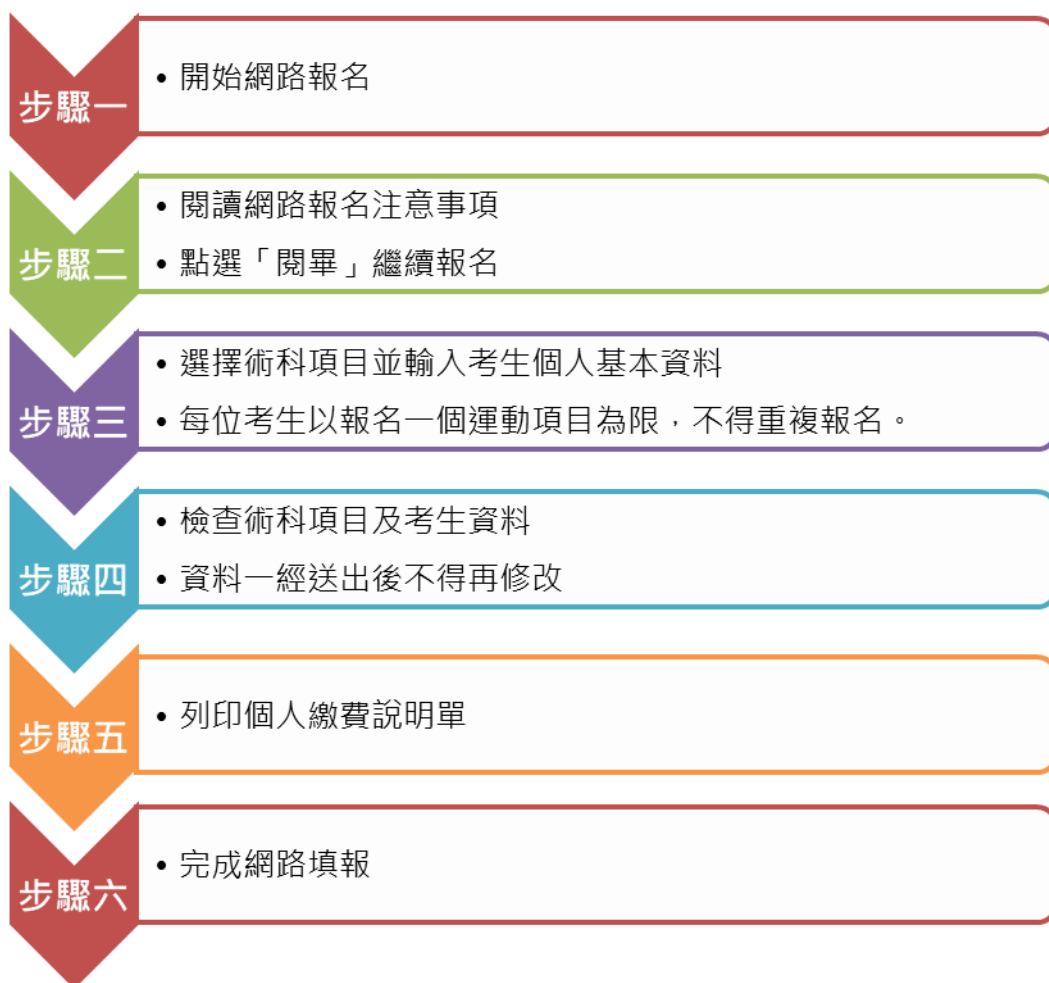 步驟一
• 開始網路報名
步驟二
• 閱讀網路報名注意事項
• 點選「閱畢」繼續報名
步驟三
• 選擇術科項目並輸入考生個人基本資料
• 每位考生以報名一個運動項目為限，不得重複報名。
步驟四
• 檢查術科項目及考生資料
• 資料一經送出後不得再修改
步驟五
• 列印個人繳費說明單
步驟六
• 完成網路填報